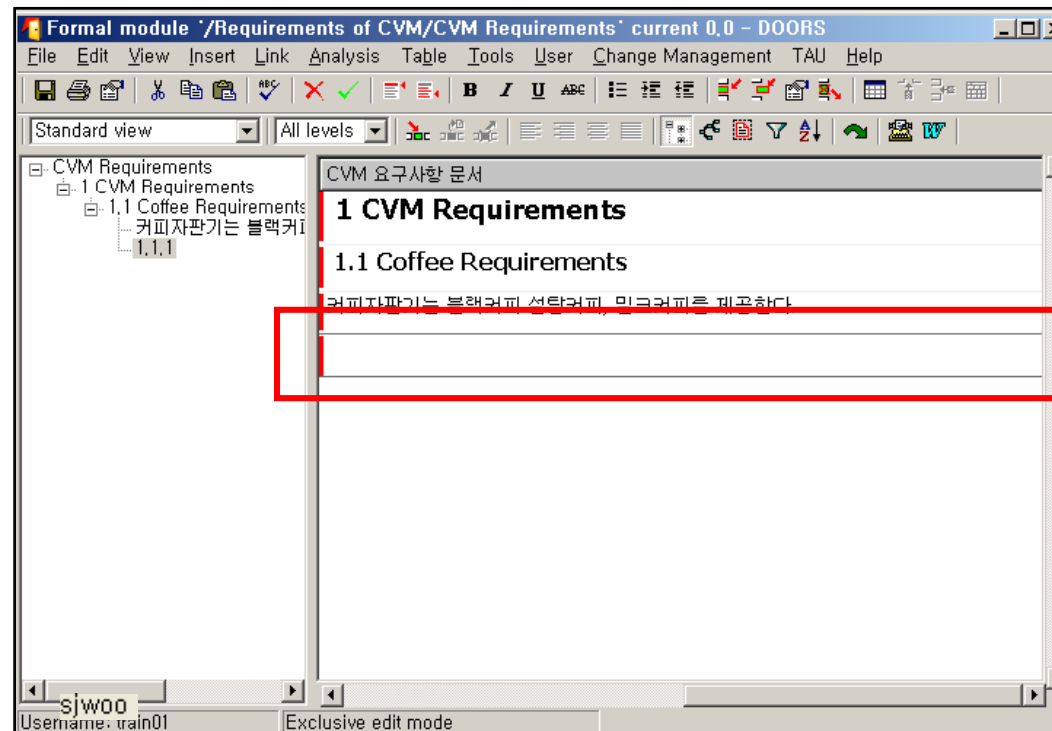 Formal module '/Requirements of CVM/CVM Requirements' current 0.0 - DOORS
File Edit View Insert Link Analysis Table Tools User Change Management TAU Help
B I U ABC
Standard view All levels
CVM Requirements
1 CVM Requirements
1.1 Coffee Requirements
커피자판기는 블랙커피
1.1.1
CVM 요구사항 문서
1 CVM Requirements
1.1 Coffee Requirements
커피자판기는 블랙커피 설탕커피, 밀크커피를 제공한다
sjwoo
Username: train01 Exclusive edit mode